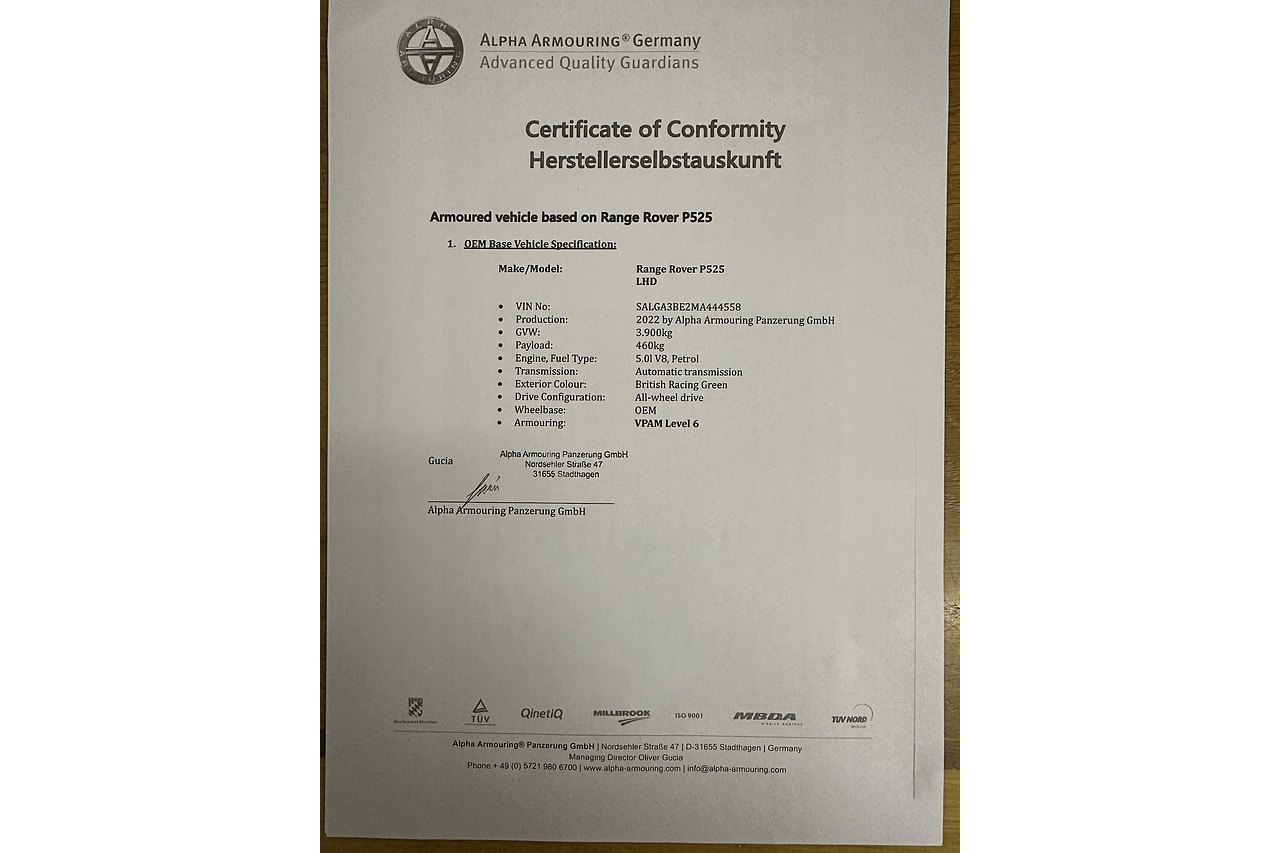 ALPHA ARMOURING® Germany
Advanced Quality Guardians
Certificate of Conformity
Herstellerselbstauskunft
Armoured vehicle based on Range Rover P525
1. OEM Base Vehicle Specification:
Make/Model: Range Rover P525
LHD
• VIN No: SALGA3BE2MA444558
• Production: 2022 by Alpha Armouring Panzerung GmbH
• GVW: 3.900kg
• Payload: 460kg
• Engine, Fuel Type: 5.0l V8, Petrol
• Transmission: Automatic transmission
• Exterior Colour: British Racing Green
• Drive Configuration: All-wheel drive
• Wheelbase: OEM
• Armouring: VPAM Level 6
Alpha Armouring Panzerung GmbH
Gucia Nordsehler Straße 47
31655 Stadthagen
Alpha Armouring Panzerung GmbH
TÜV QinetiQ MILLBROOK ISO 9001 MBDA TÜV NORD
Alpha Armouring® Panzerung GmbH | Nordsehler Straße 47 | D-31655 Stadthagen | Germany
Managing Director Oliver Gucia
Phone + 49 (0) 5721 980 6700 | www.alpha-armouring.com | info@alpha-armouring.com